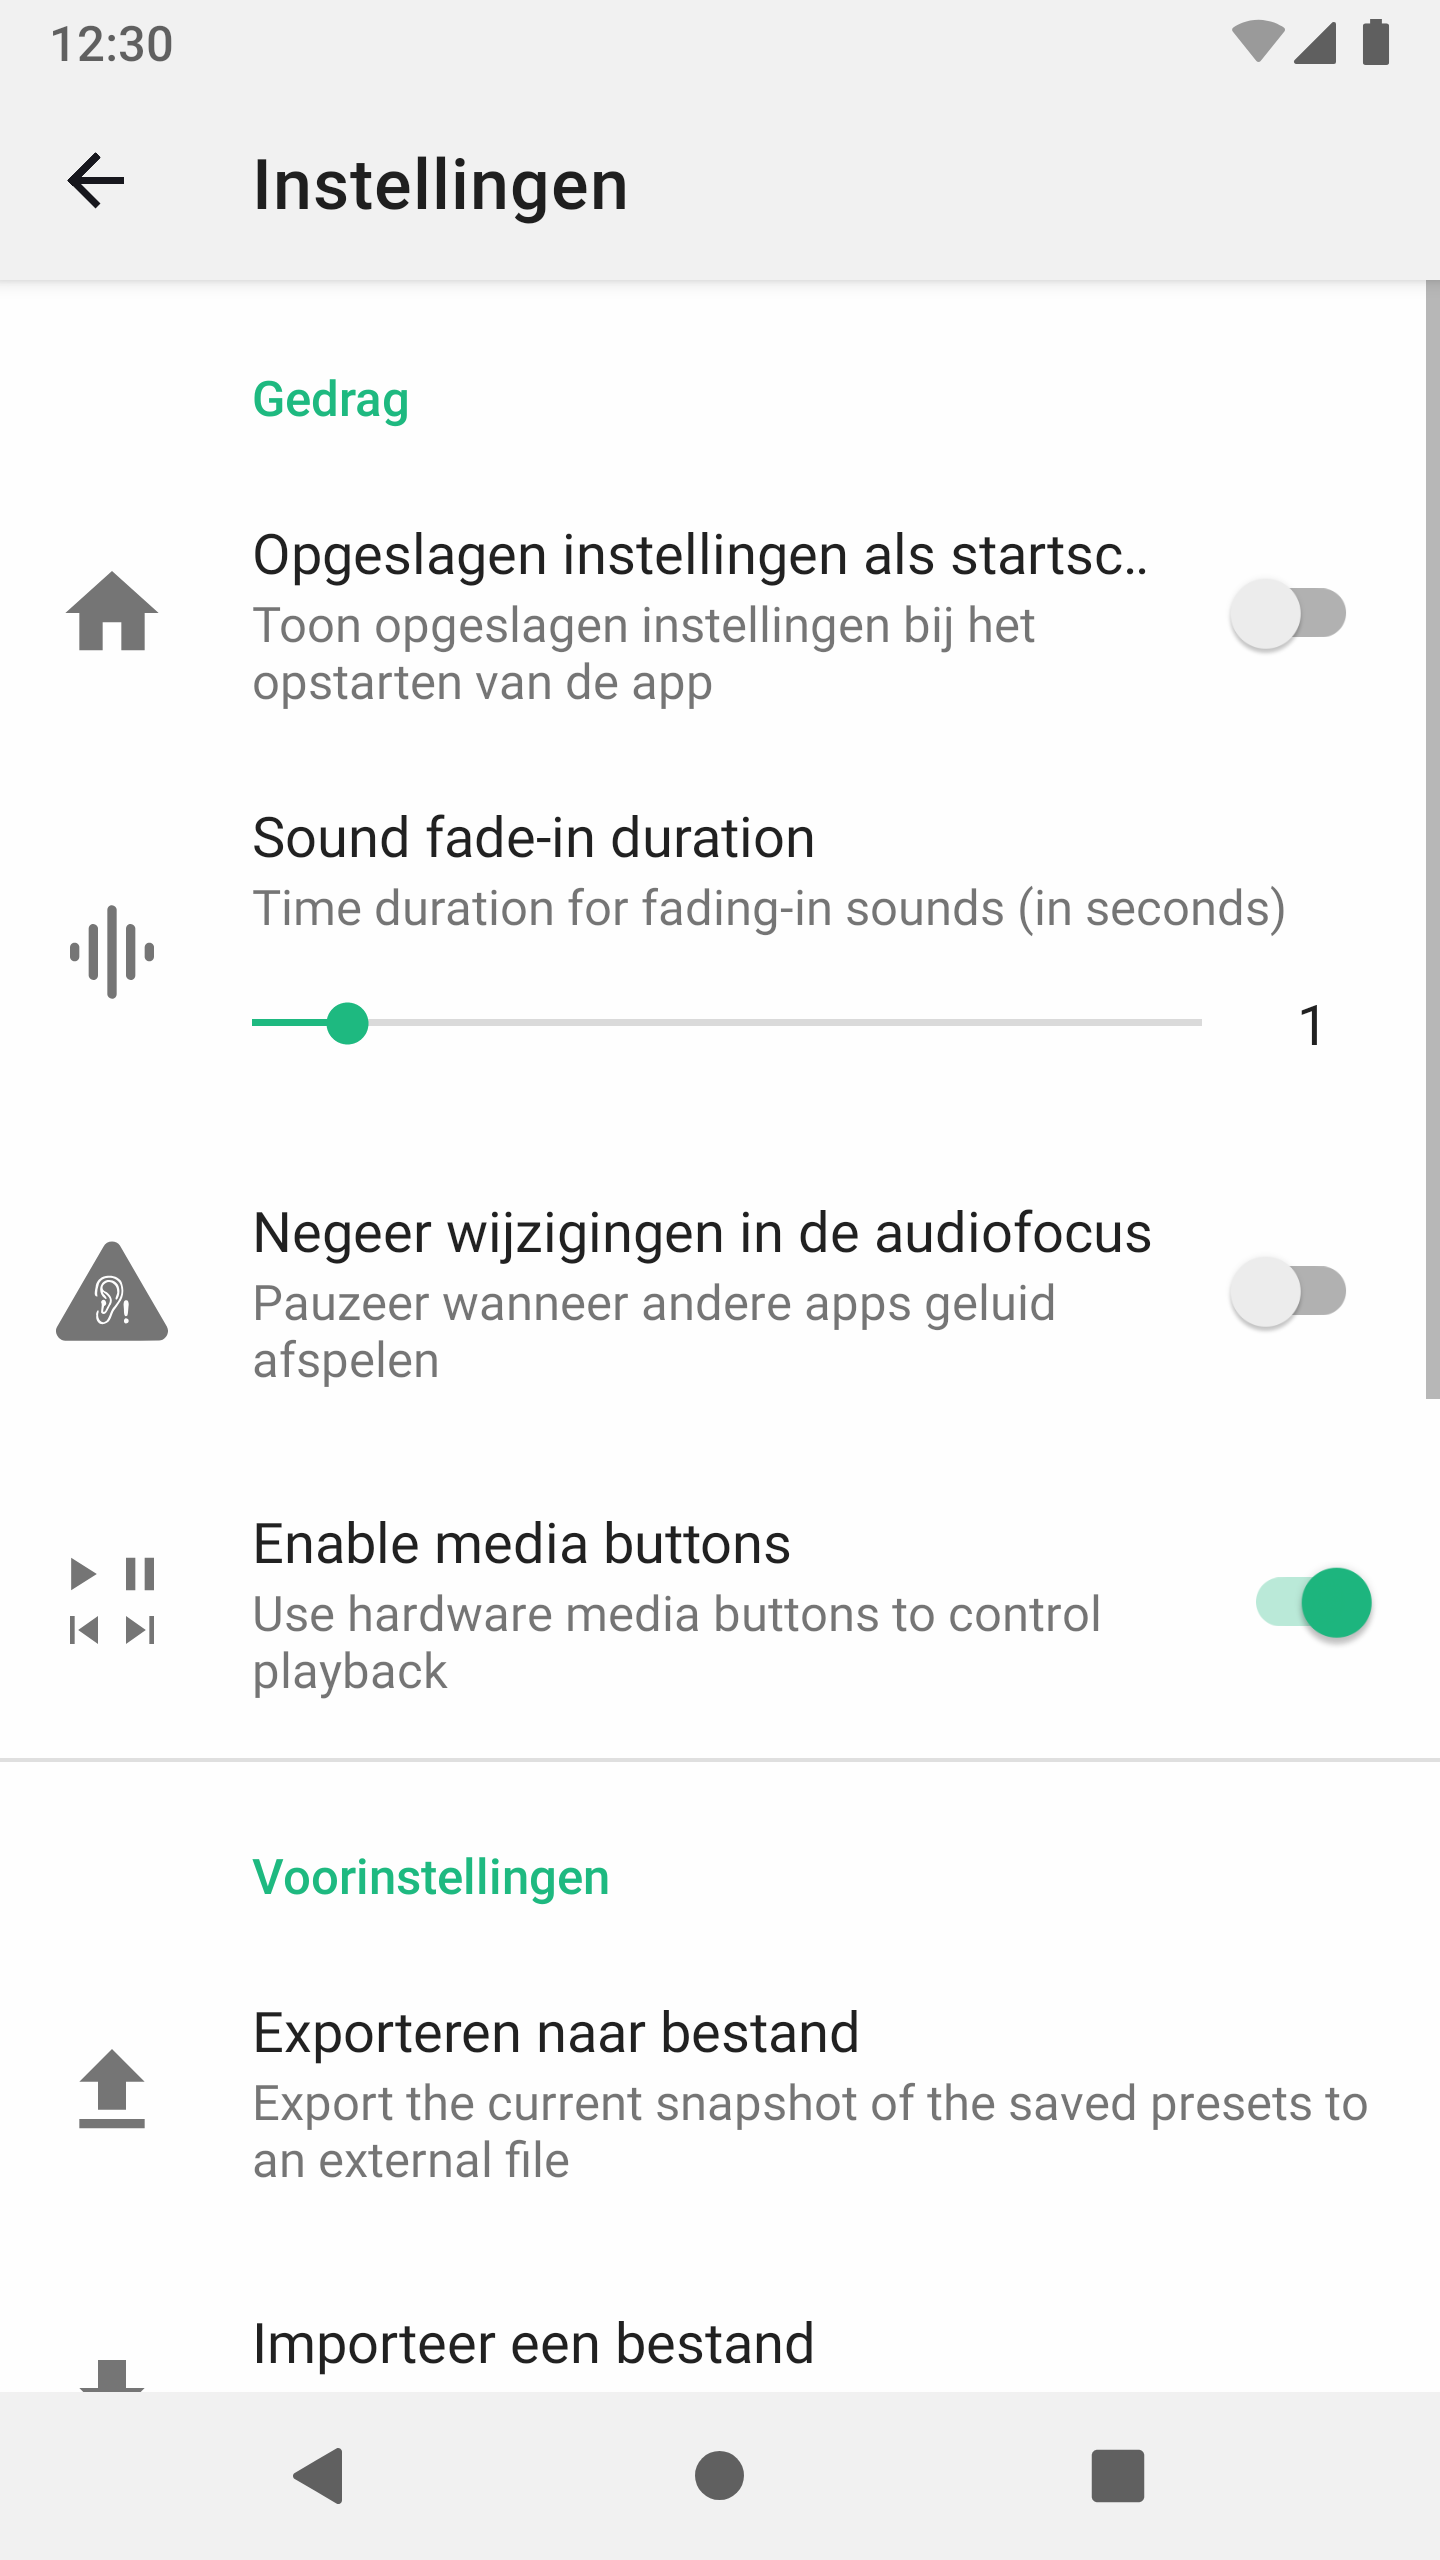 12:30
Instellingen
Gedrag
Opgeslagen instellingen als startsc..
Toon opgeslagen instellingen bij het
opstarten van de app
Sound fade-in duration
Time duration for fading-in sounds (in seconds)
1
Negeer wijzigingen in de audiofocus
Pauzeer wanneer andere apps geluid
afspelen
Enable media buttons
Use hardware media buttons to control
playback
Voorinstellingen
Exporteren naar bestand
Export the current snapshot of the saved presets to
an external file
Importeer een bestand